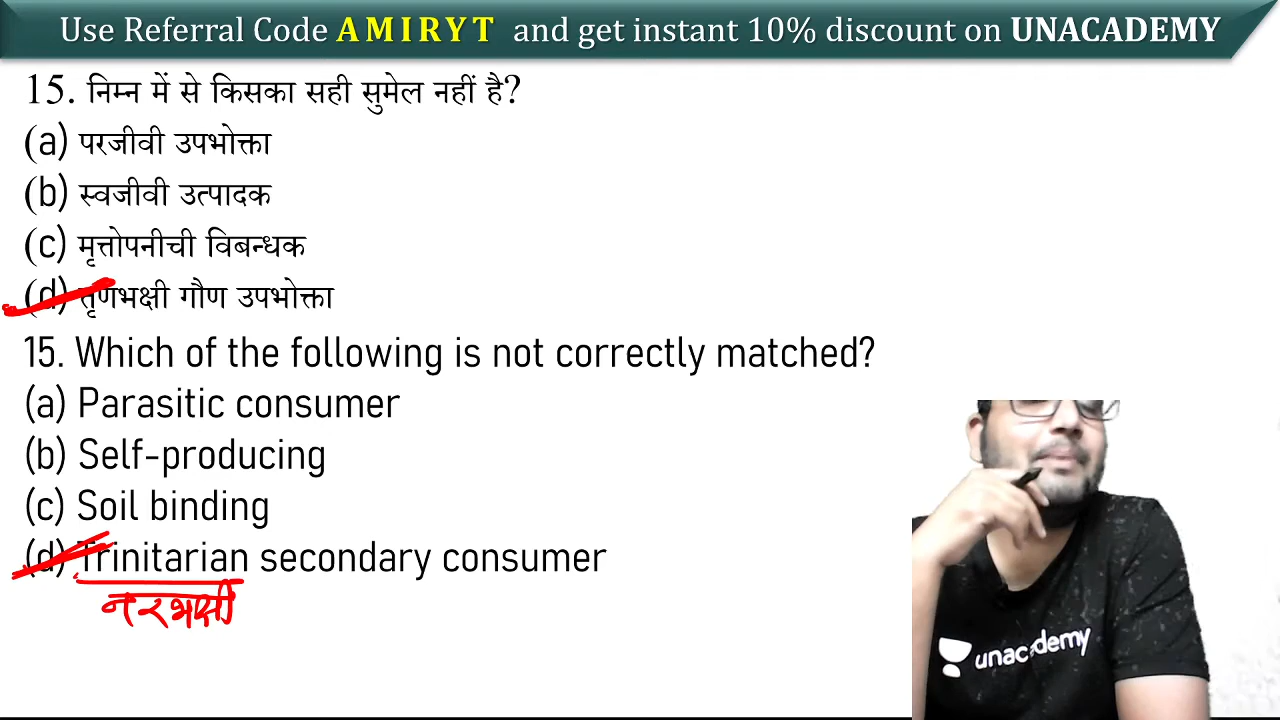 Use Referral Code AMIRYT and get instant 10% discount on UNACADEMY
15. निम्न में से किसका सही सुमेल नहीं है?
(a) परजीवी उपभोक्ता
(b) स्वजीवी उत्पादक
(c) मृत्तोपनीची विबन्धक
(d) तृणभक्षी गौण उपभोक्ता
15. Which of the following is not correctly matched?
(a) Parasitic consumer
(b) Self-producing
(c) Soil binding
(d) Trinitarian secondary consumer
नरभक्षी
unacademy